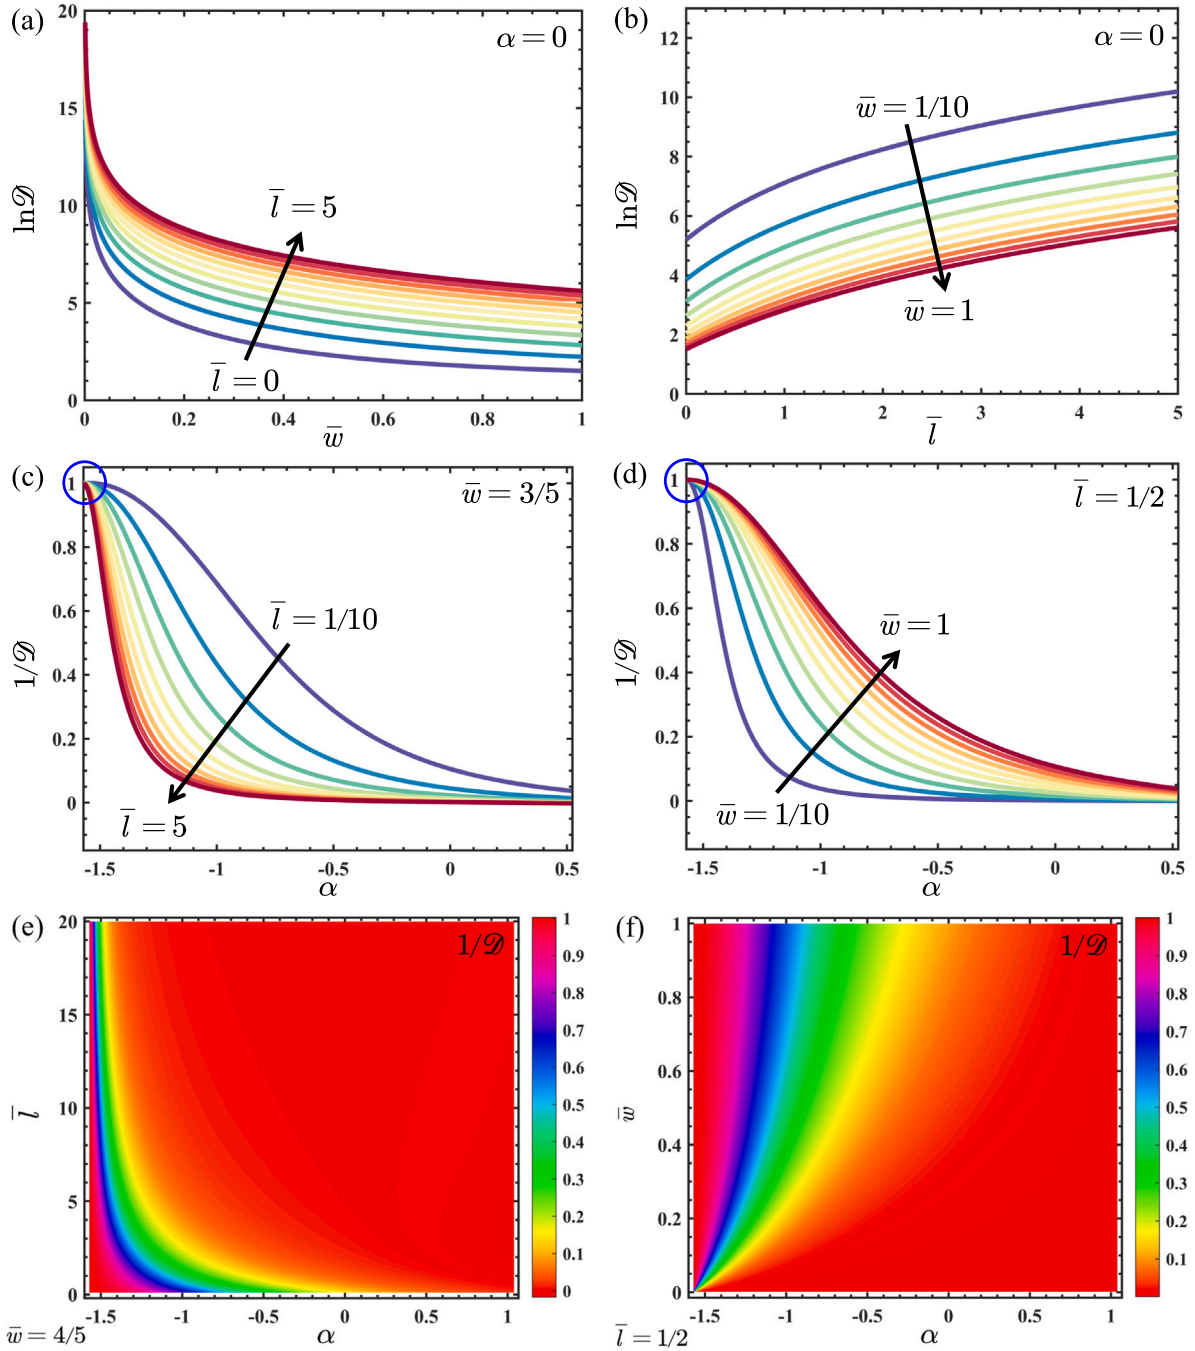 (a)
α = 0
ln𝒟
20
15
10
5
0
l̅ = 5
l̅ = 0
0 0.2 0.4 0.6 0.8 1
w̅
(b)
α = 0
ln𝒟
12
10
8
6
4
2
0
w̅ = 1/10
w̅ = 1
0 1 2 3 4 5
l̅
(c)
w̅ = 3/5
1/𝒟
1
0.8
0.6
0.4
0.2
0
l̅ = 1/10
l̅ = 5
-1.5 -1 -0.5 0 0.5
α
(d)
l̅ = 1/2
1/𝒟
1
0.8
0.6
0.4
0.2
0
w̅ = 1
w̅ = 1/10
-1.5 -1 -0.5 0 0.5
α
(e)
1/𝒟
l̅
20
15
10
5
0
-1.5 -1 -0.5 0 0.5 1
α
w̅ = 4/5
1
0.9
0.8
0.7
0.6
0.5
0.4
0.3
0.2
0.1
0
(f)
1/𝒟
w̅
1
0.8
0.6
0.4
0.2
0
-1.5 -1 -0.5 0 0.5 1
α
l̅ = 1/2
1
0.9
0.8
0.7
0.6
0.5
0.4
0.3
0.2
0.1